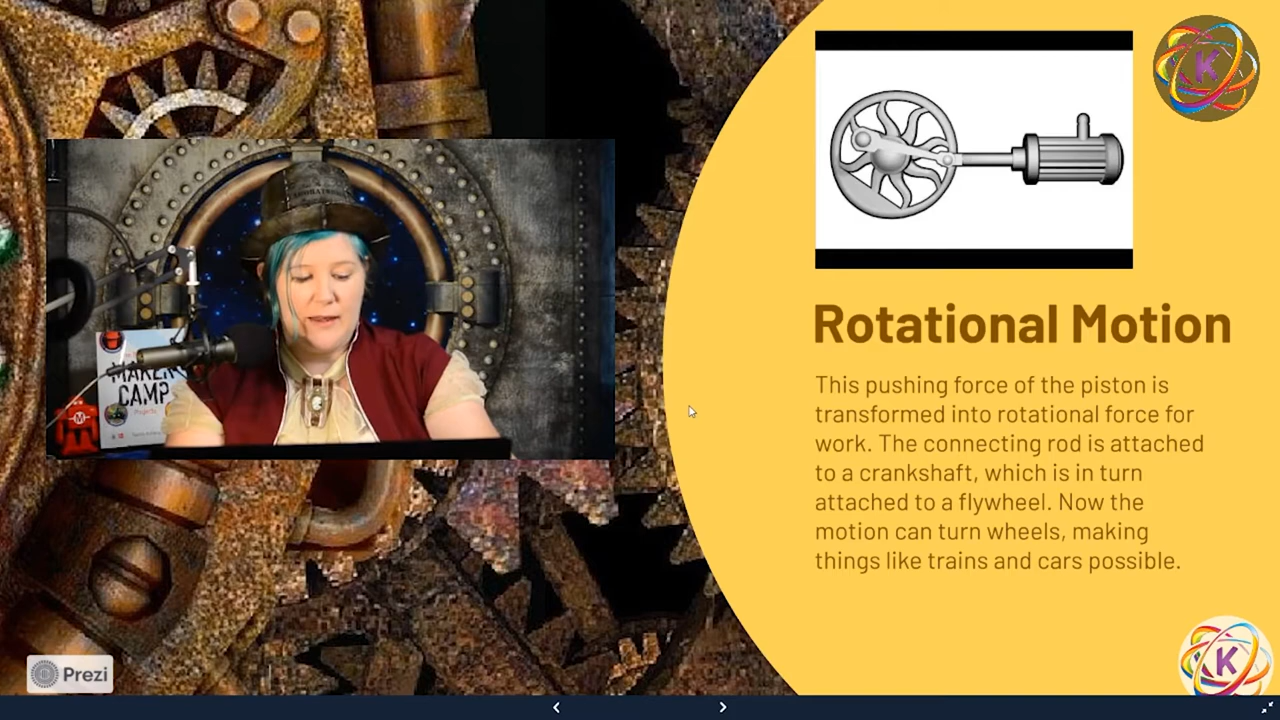 K
Rotational Motion
This pushing force of the piston is
transformed into rotational force for
work. The connecting rod is attached
to a crankshaft, which is in turn
attached to a flywheel. Now the
motion can turn wheels, making
things like trains and cars possible.
MAKER
CAMP
M
K
Prezi